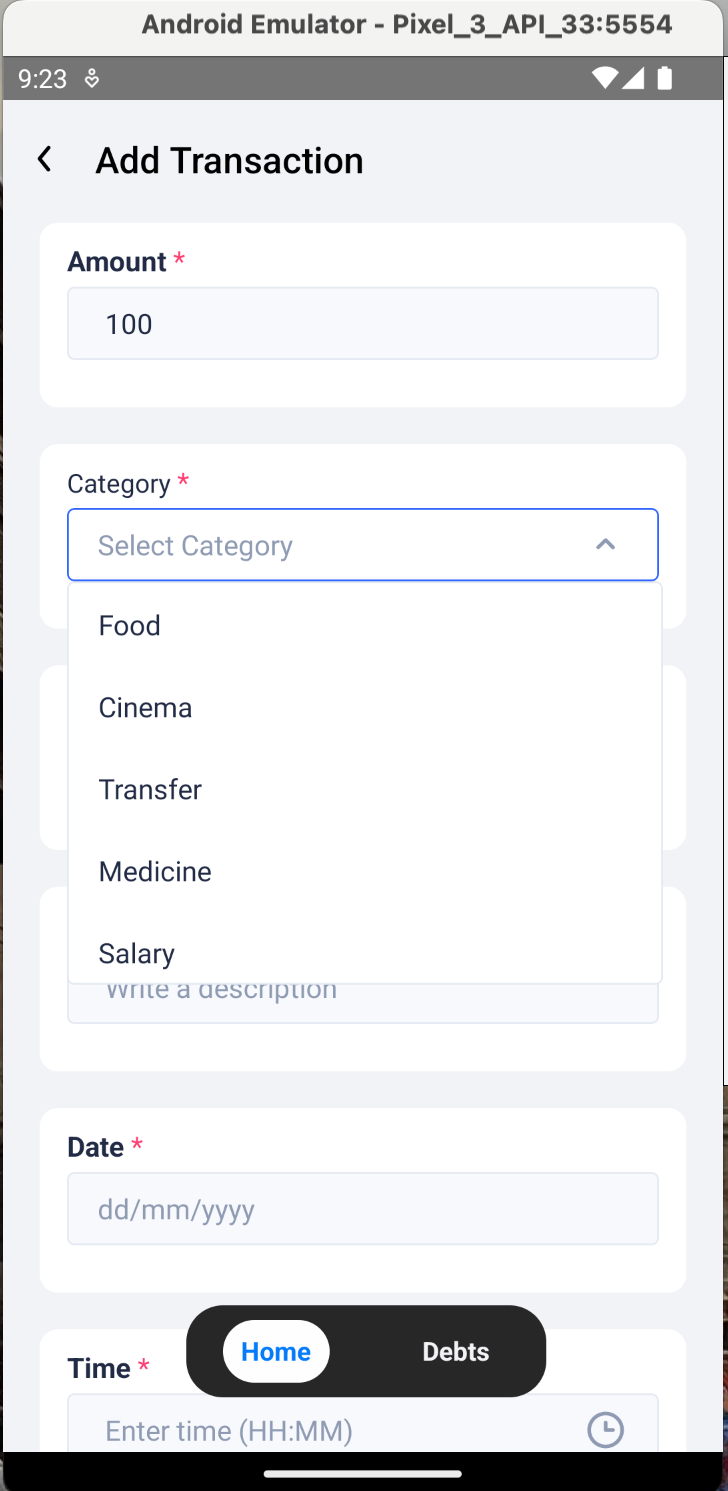 Android Emulator - Pixel_3_API_33:5554
9:23
Add Transaction
Amount *
100
Category *
Select Category
Food
Cinema
Transfer
Medicine
Salary
Write a description
Date *
dd/mm/yyyy
Home
Debts
Time *
Enter time (HH:MM)